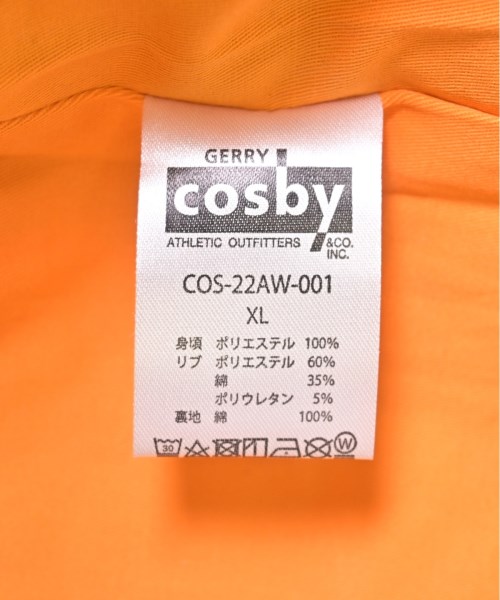 GERRY
cosby
ATHLETIC OUTFITTERS &CO. INC.
COS-22AW-001
XL
身頃 ポリエステル 100%
リブ ポリエステル 60%
綿 35%
ポリウレタン 5%
裏地 綿 100%
30 W